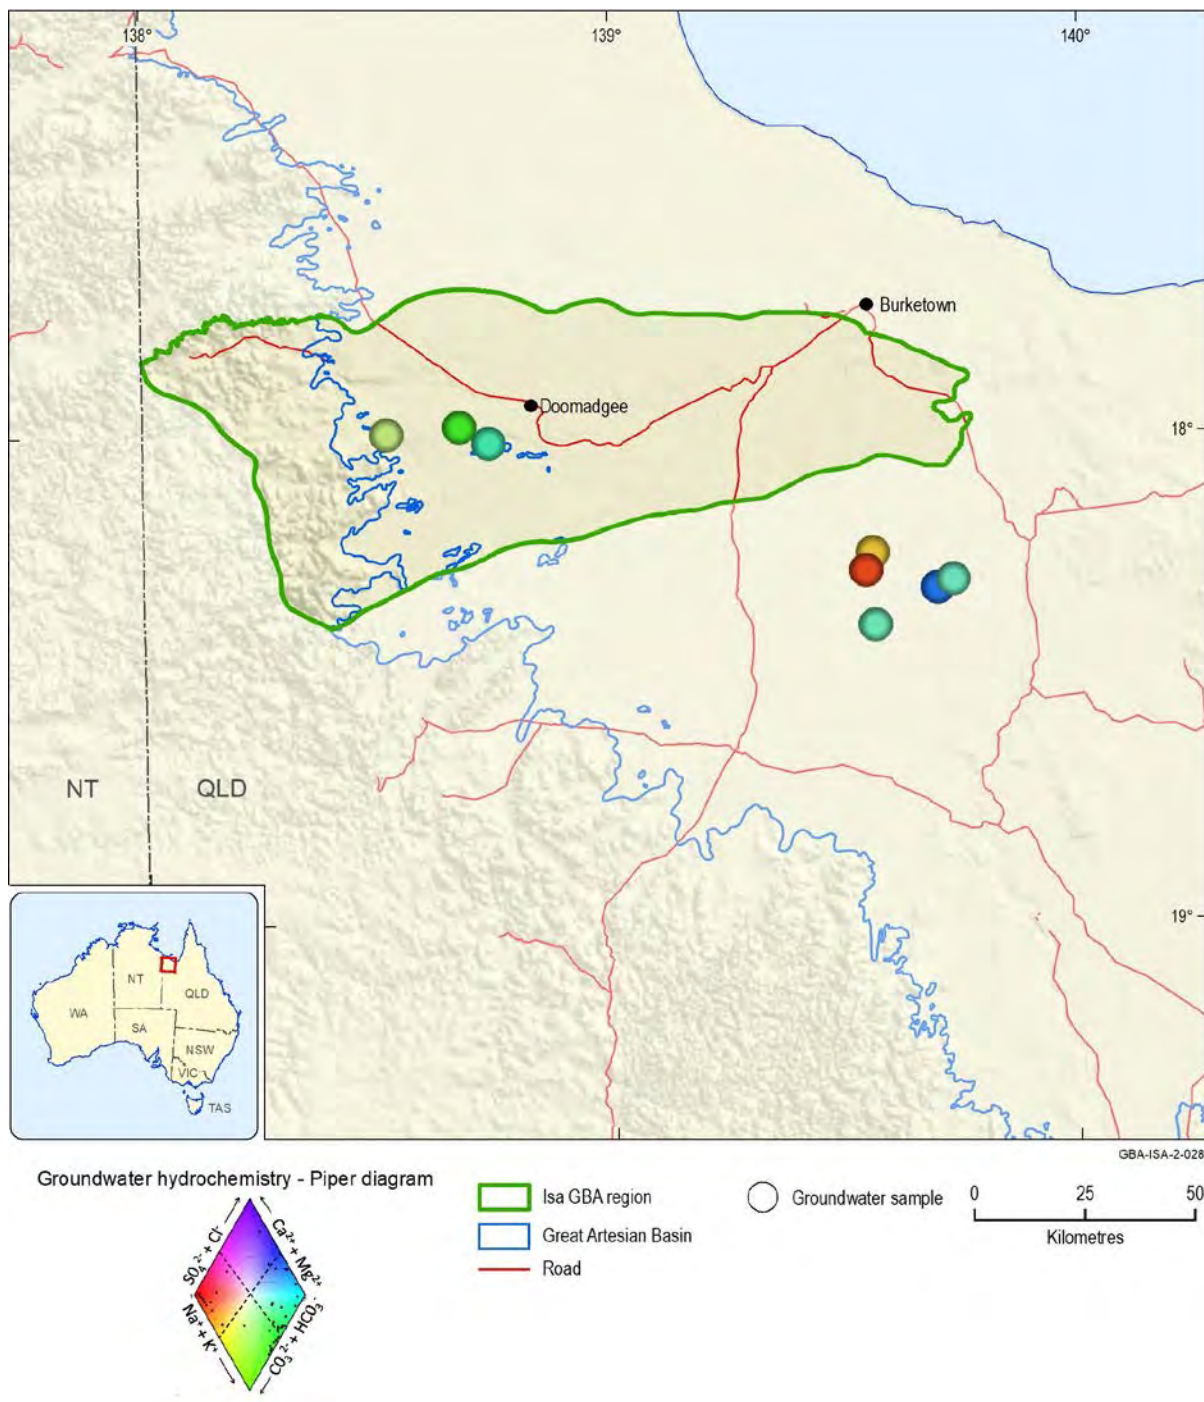 138°
139°
140°
Burketown
Doomadgee
18°
NT
QLD
19°
NT
QLD
WA
SA
NSW
VIC
TAS
GBA-ISA-2-028
Groundwater hydrochemistry - Piper diagram
SO₄²⁻ + Cl⁻
Ca²⁺ + Mg²⁺
Na⁺ + K⁺
CO₃²⁻ + HCO₃⁻
Isa GBA region
Great Artesian Basin
Road
Groundwater sample
0 25 50
Kilometres